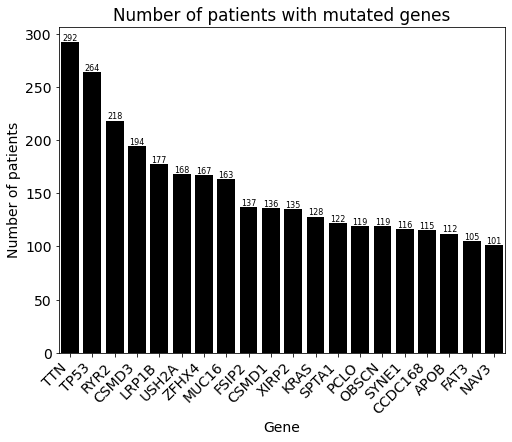 Number of patients with mutated genes
Number of patients
300
250
200
150
100
50
0
292
264
218
194
177
168
167
163
137
136
135
128
122
119
119
116
115
112
105
101
TTN
TP53
RYR2
CSMD3
LRP1B
USH2A
ZFHX4
MUC16
FSIP2
CSMD1
XIRP2
KRAS
SPTA1
PCLO
OBSCN
SYNE1
CCDC168
APOB
FAT3
NAV3
Gene